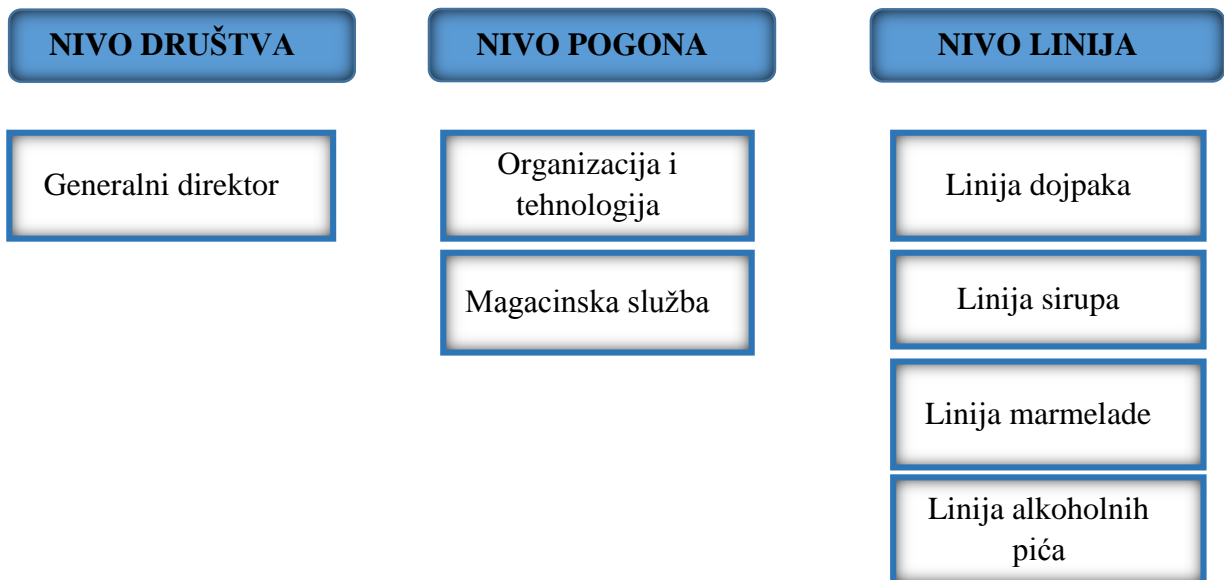 NIVO DRUŠTVA
NIVO POGONA
NIVO LINIJA
Generalni direktor
Organizacija i
tehnologija
Linija dojpaka
Magacinska služba
Linija sirupa
Linija marmelade
Linija alkoholnih
pića